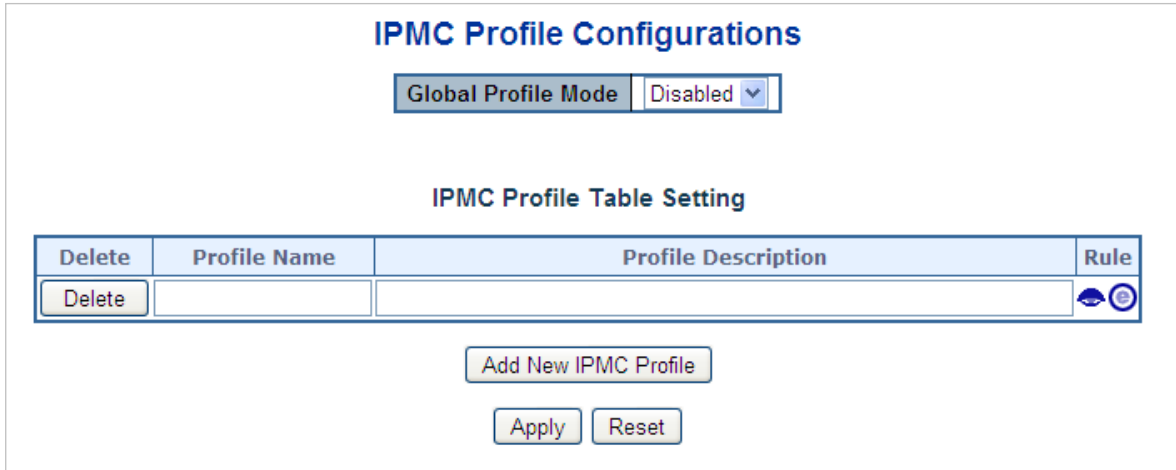 IPMC Profile Configurations
Global Profile Mode Disabled
IPMC Profile Table Setting
Delete Profile Name Profile Description Rule
Delete e
Add New IPMC Profile
Apply Reset